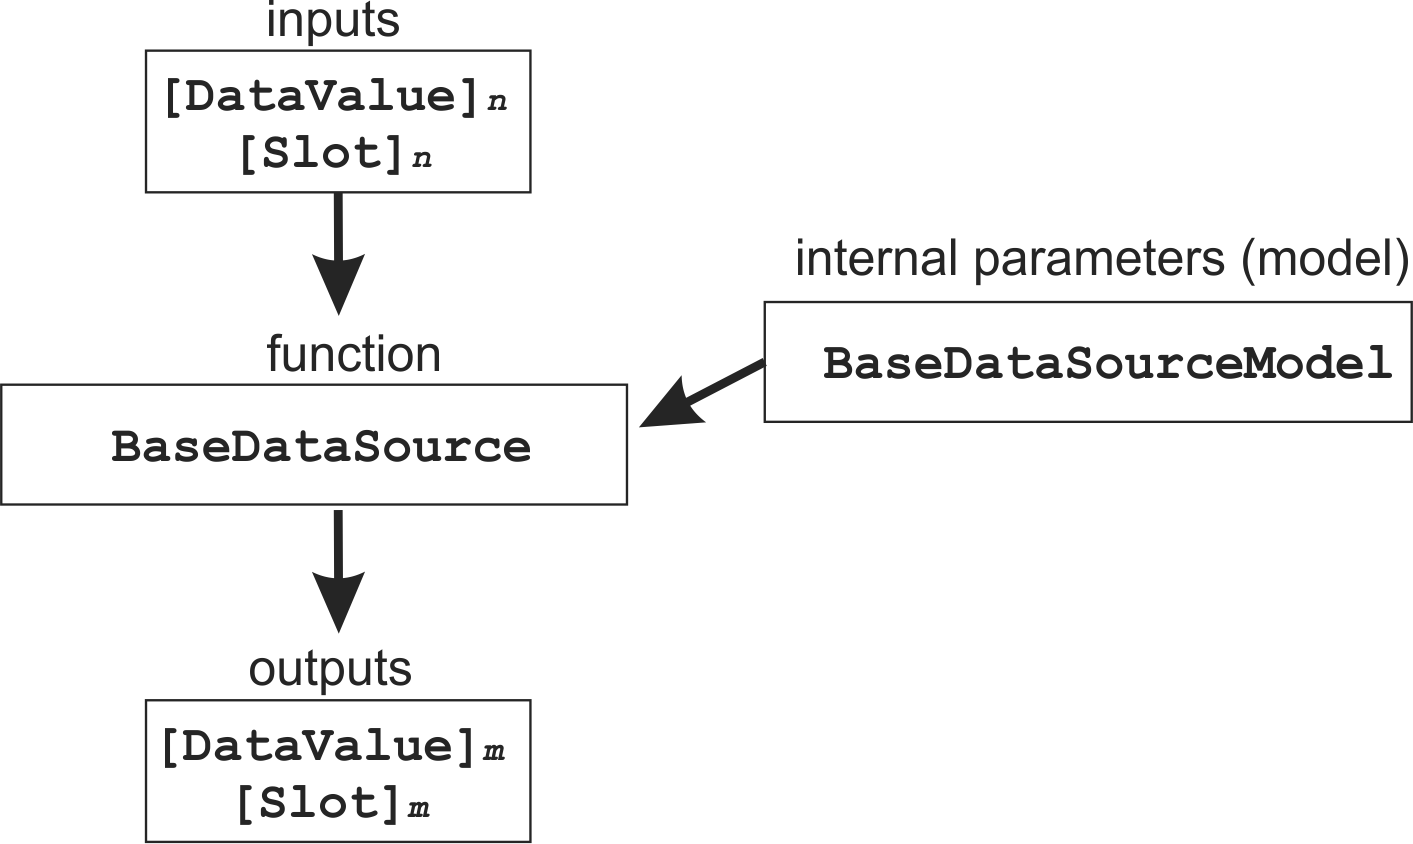 inputs
[DataValue]n
[Slot]n
internal parameters (model)
BaseDataSourceModel
function
BaseDataSource
outputs
[DataValue]m
[Slot]m